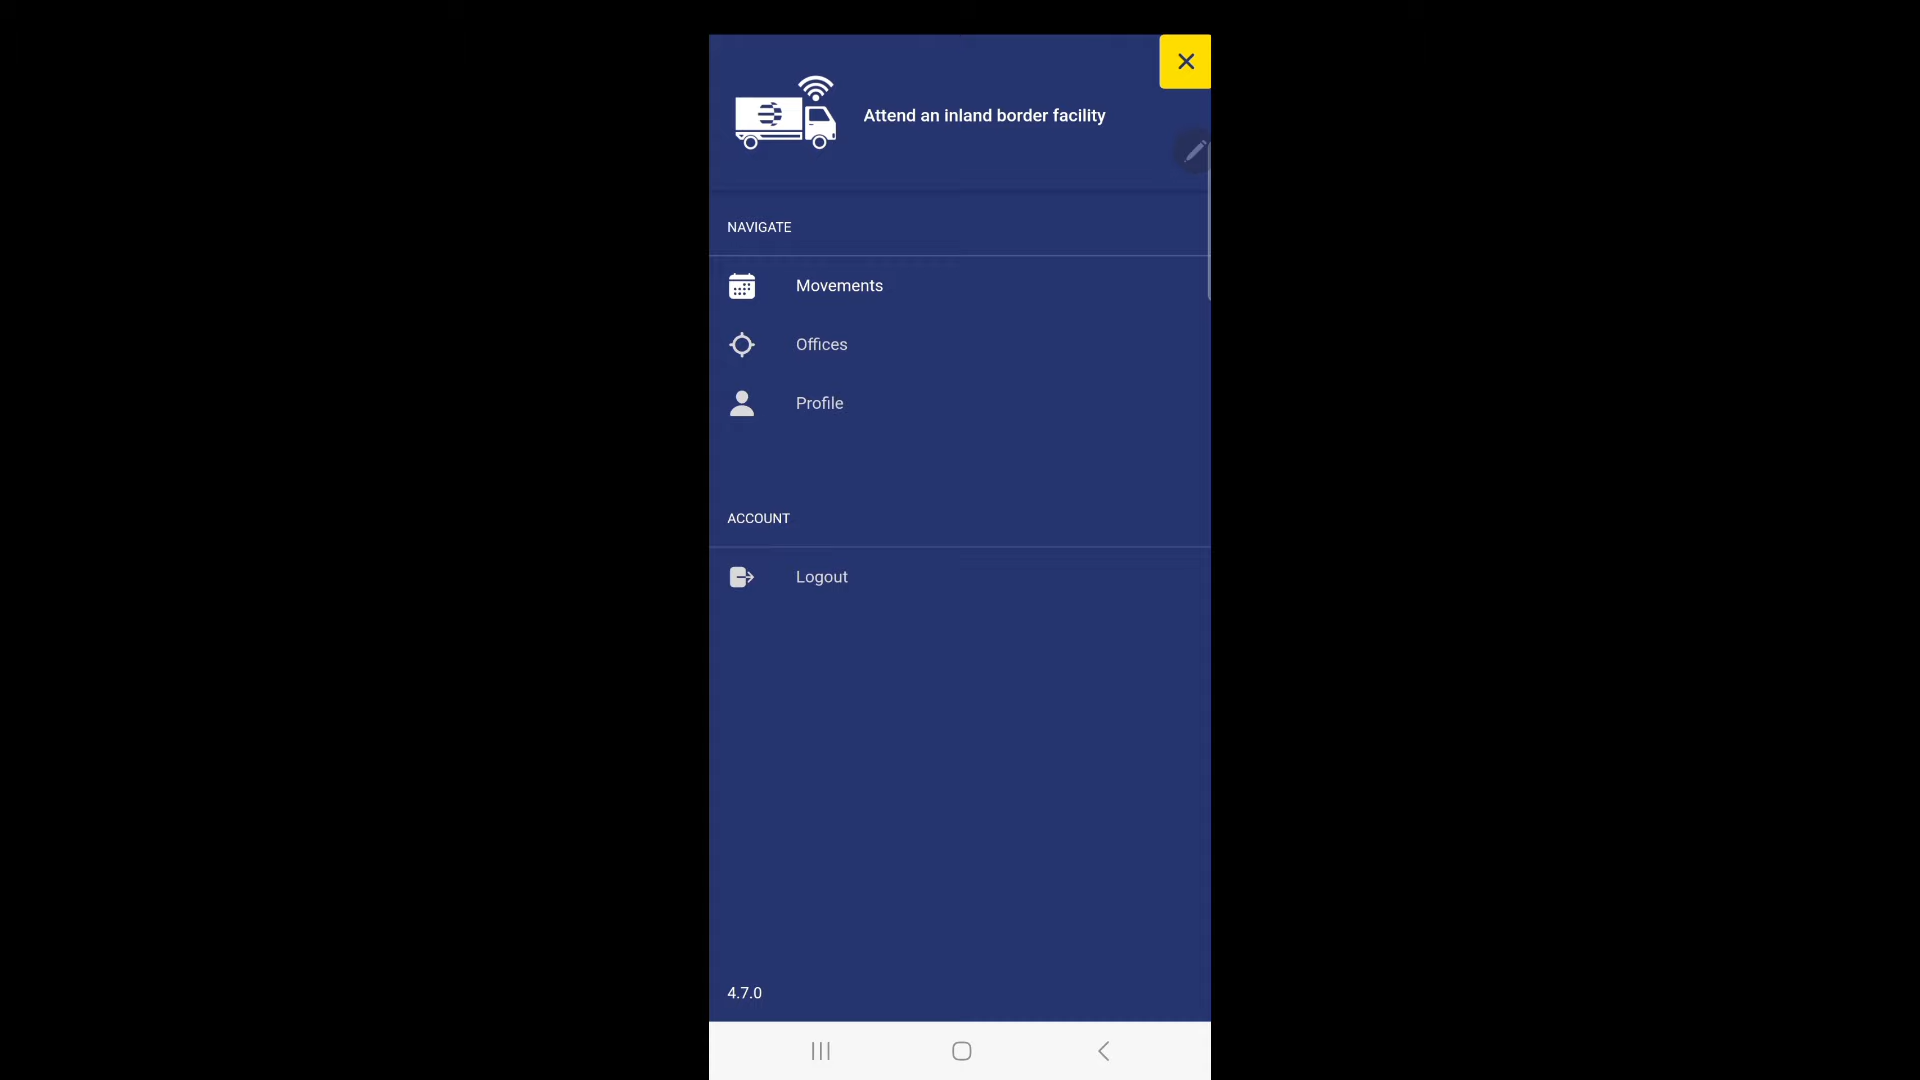 Attend an inland border facility
NAVIGATE
Movements
Offices
Profile
ACCOUNT
Logout
4.7.0